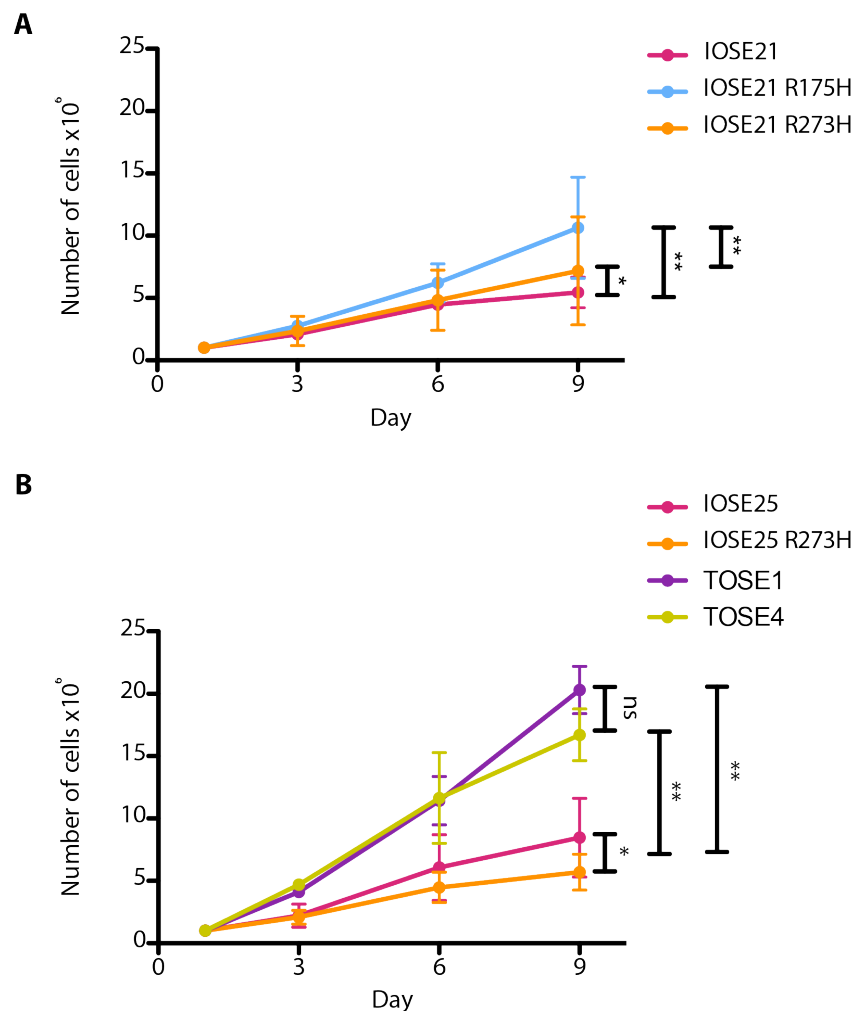 A
Number of cells x10⁶
25
20
15
10
5
0
0 3 6 9
Day
IOSE21
IOSE21 R175H
IOSE21 R273H
*
**
**
B
IOSE25
IOSE25 R273H
TOSE1
TOSE4
Number of cells x10⁶
25
20
15
10
5
0
0 3 6 9
Day
ns
*
**
**